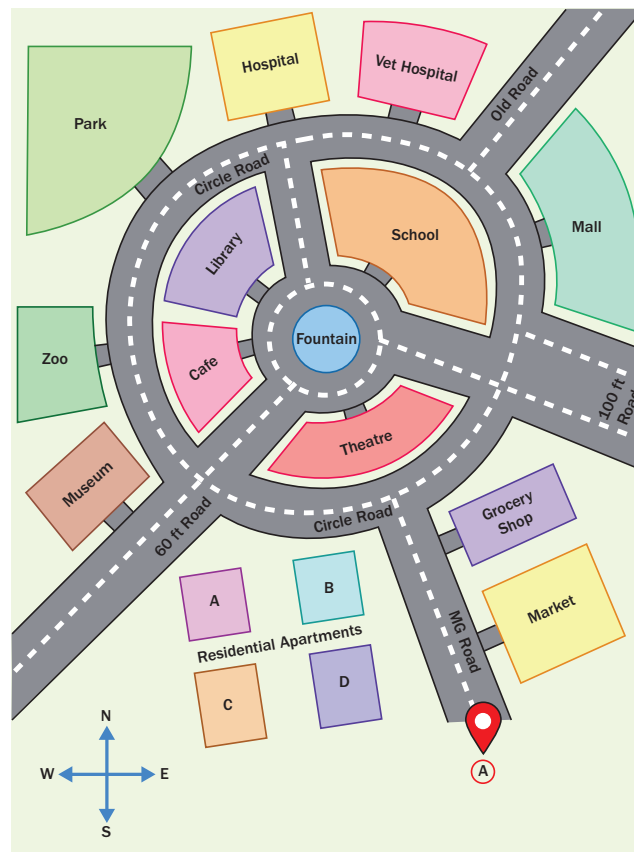 Hospital
Vet Hospital
Old Road
Park
Circle Road
Library
School
Mall
Fountain
Zoo
Cafe
100 ft
Road
Theatre
Museum
60 ft Road
Circle Road
Grocery
Shop
A
B
MG Road
Market
Residential Apartments
C
D
A
N
W
E
S